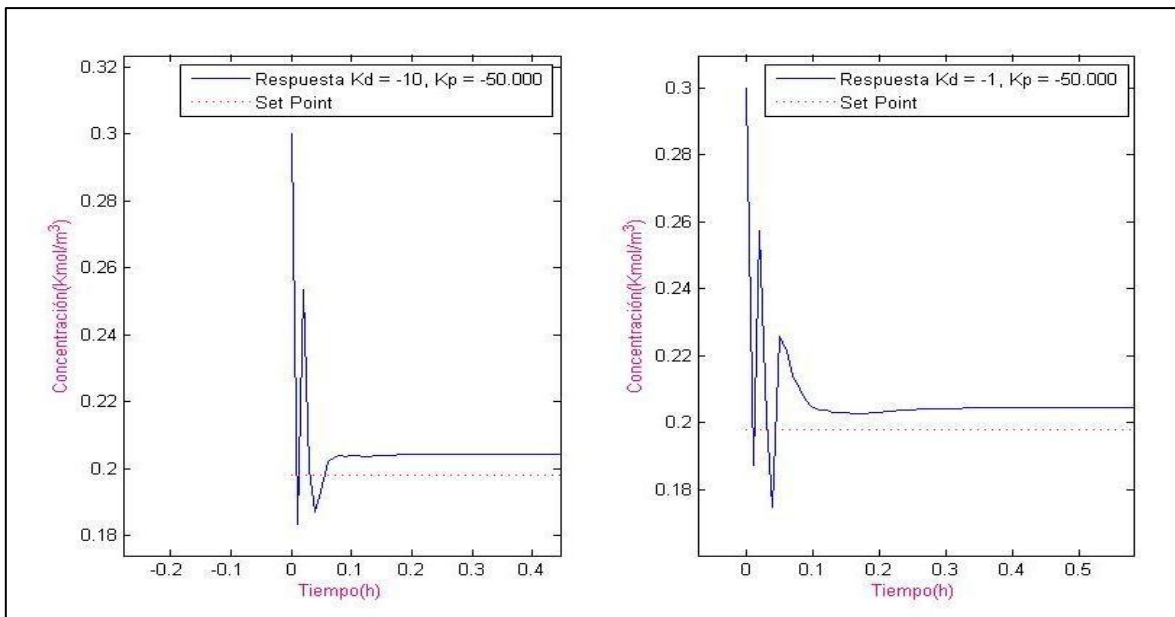 Respuesta Kd = -10, Kp = -50.000
Set Point
0.32
0.3
0.28
0.26
0.24
0.22
0.2
0.18
Concentración(Kmol/m³)
-0.2 -0.1 0 0.1 0.2 0.3 0.4
Tiempo(h)
Respuesta Kd = -1, Kp = -50.000
Set Point
0.3
0.28
0.26
0.24
0.22
0.2
0.18
Concentración(Kmol/m³)
0 0.1 0.2 0.3 0.4 0.5
Tiempo(h)